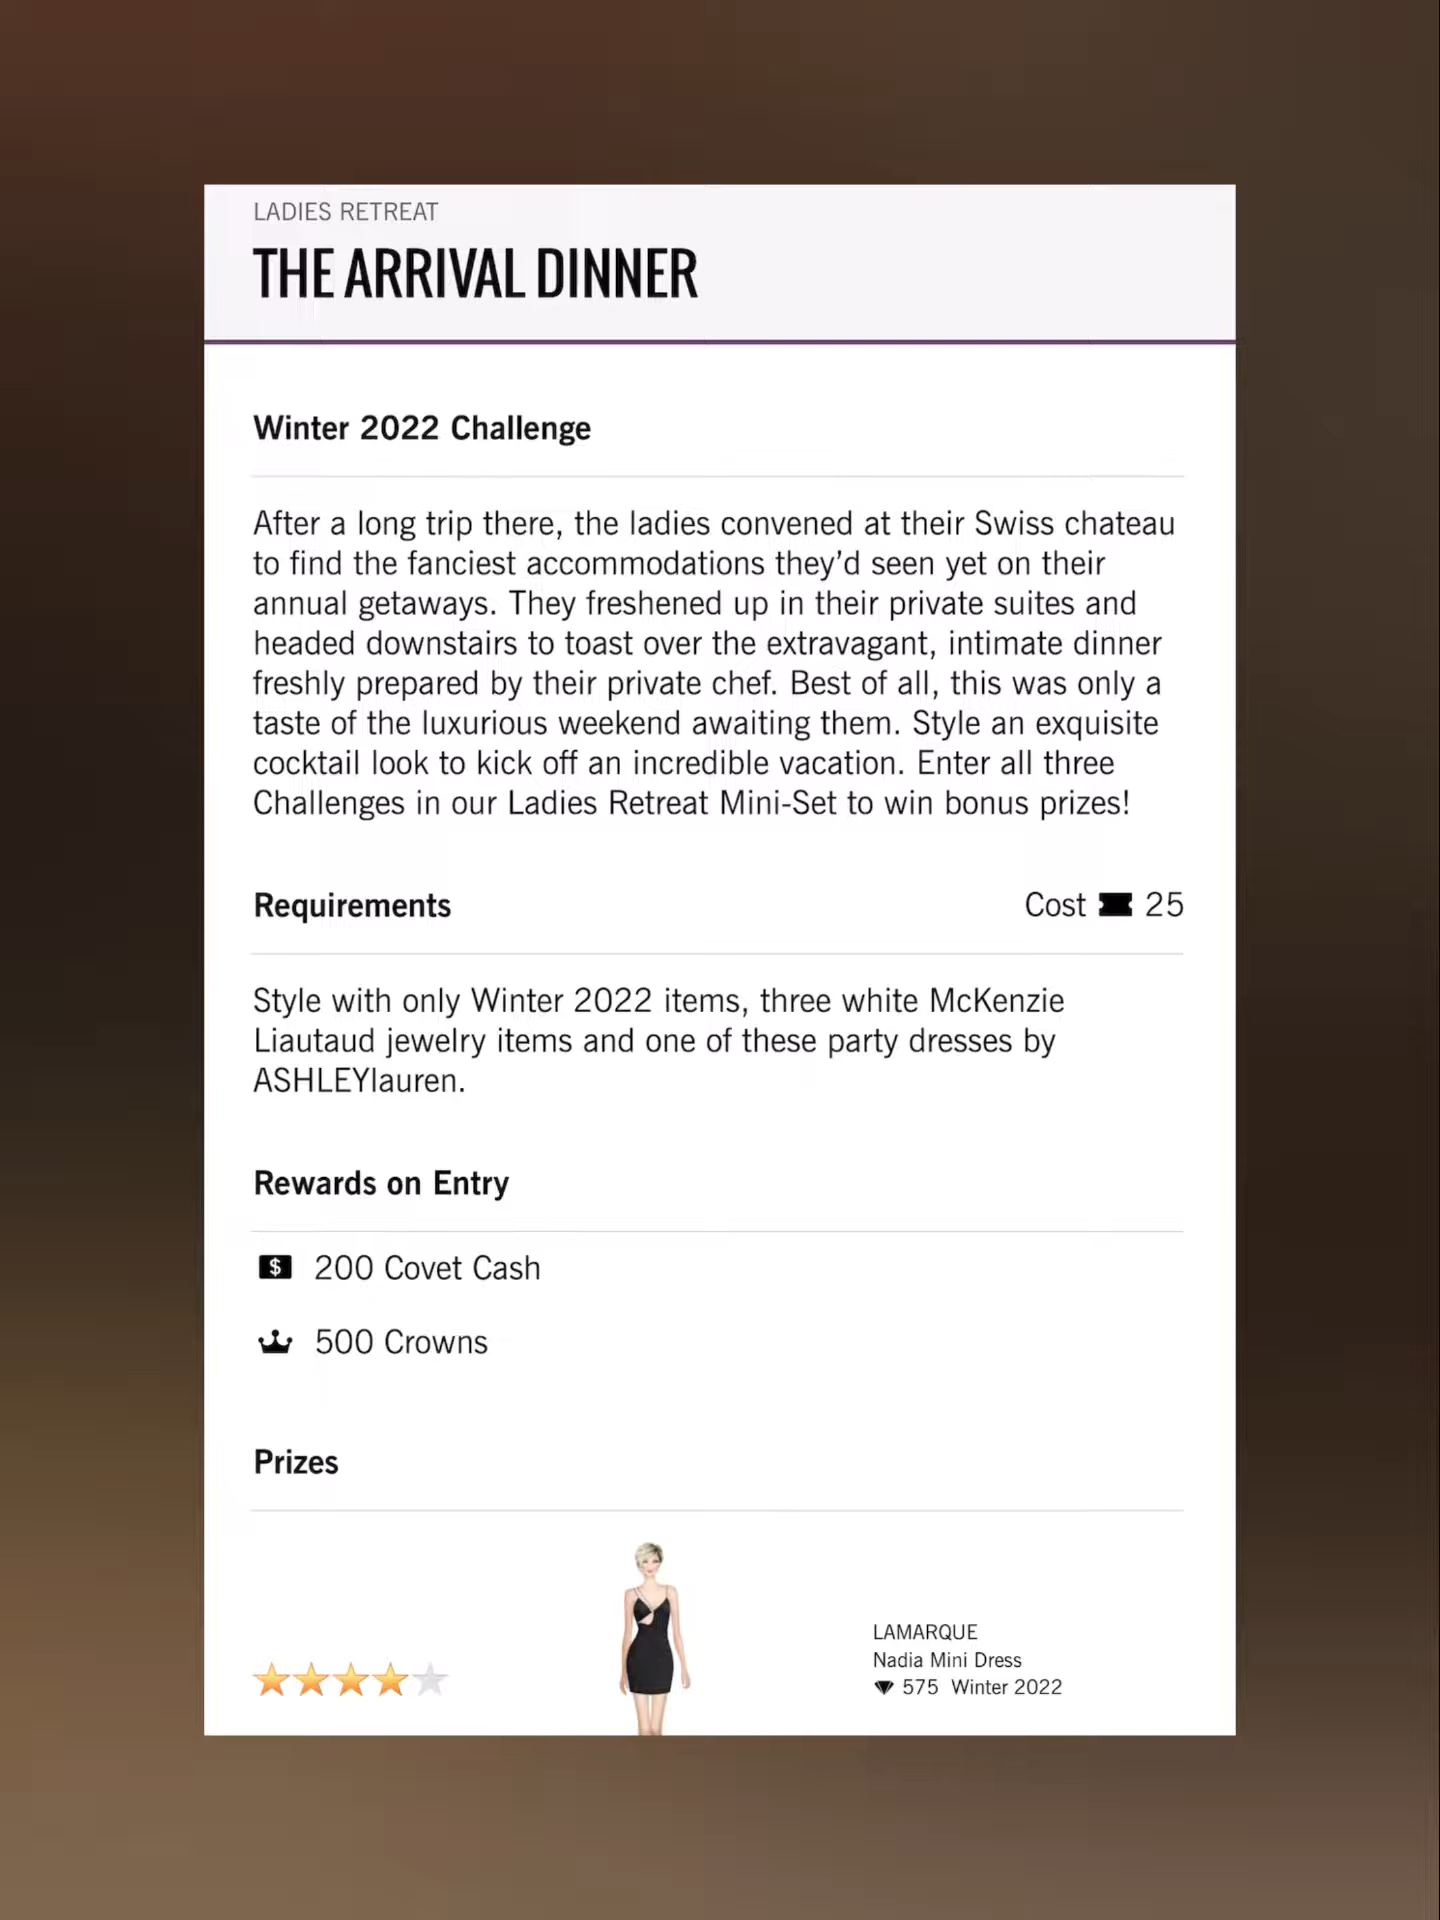 LADIES RETREAT
THE ARRIVAL DINNER
Winter 2022 Challenge
After a long trip there, the ladies convened at their Swiss chateau
to find the fanciest accommodations they’d seen yet on their
annual getaways. They freshened up in their private suites and
headed downstairs to toast over the extravagant, intimate dinner
freshly prepared by their private chef. Best of all, this was only a
taste of the luxurious weekend awaiting them. Style an exquisite
cocktail look to kick off an incredible vacation. Enter all three
Challenges in our Ladies Retreat Mini-Set to win bonus prizes!
Requirements Cost 25
Style with only Winter 2022 items, three white McKenzie
Liautaud jewelry items and one of these party dresses by
ASHLEYlauren.
Rewards on Entry
$ 200 Covet Cash
500 Crowns
Prizes
LAMARQUE
Nadia Mini Dress
575 Winter 2022